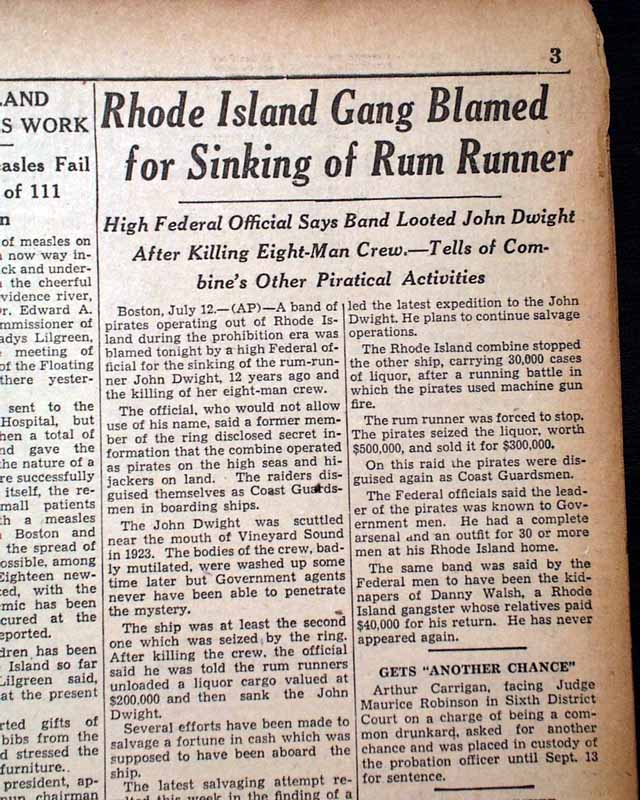 3
LAND
S WORK
easles Fail
of 111
n
of measles on
now way in-
ck and under-
the cheerful
vidence river,
r. Edward A.
mmissioner of
adys Lilgreen,
meeting of
of the Floating
there yester-
sent to the
Hospital, but
hen a total of
nd gave the
the nature of a
re successfully
itself, the re-
small patients
th a measles
Boston and
the spread of
ossible, among
Eighteen new-
ced, with the
emic has been
cured at the
eported.
dren has been
Island so far
Lilgreen said,
at the present
rted gifts of
bibs from the
d stressed the
furniture.
president, ap-
nup chairman
Rhode Island Gang Blamed
for Sinking of Rum Runner
High Federal Official Says Band Looted John Dwight
After Killing Eight-Man Crew.—Tells of Com-
bine's Other Piratical Activities
Boston, July 12.—(AP)—A band of
pirates operating out of Rhode Is-
land during the prohibition era was
blamed tonight by a high Federal of-
ficial for the sinking of the rum-run-
ner John Dwight, 12 years ago and
the killing of her eight-man crew.
The official, who would not allow
use of his name, said a former mem-
ber of the ring disclosed secret in-
formation that the combine operated
as pirates on the high seas and hi-
jackers on land. The raiders dis-
guised themselves as Coast Guards-
men in boarding ships.
The John Dwight was scuttled
near the mouth of Vineyard Sound
in 1923. The bodies of the crew, bad-
ly mutilated, were washed up some
time later but Government agents
never have been able to penetrate
the mystery.
The ship was at least the second
one which was seized by the ring.
After killing the crew, the official
said he was told the rum runners
unloaded a liquor cargo valued at
$200,000 and then sank the John
Dwight.
Several efforts have been made to
salvage a fortune in cash which was
supposed to have been aboard the
ship.
The latest salvaging attempt re-
this week in the finding of a
led the latest expedition to the John
Dwight. He plans to continue salvage
operations.
The Rhode Island combine stopped
the other ship, carrying 30,000 cases
of liquor, after a running battle in
which the pirates used machine gun
fire.
The rum runner was forced to stop.
The pirates seized the liquor, worth
$500,000, and sold it for $300,000.
On this raid the pirates were dis-
guised again as Coast Guardsmen.
The Federal officials said the lead-
er of the pirates was known to Gov-
ernment men. He had a complete
arsenal and an outfit for 30 or more
men at his Rhode Island home.
The same band was said by the
Federal men to have been the kid-
napers of Danny Walsh, a Rhode
Island gangster whose relatives paid
$40,000 for his return. He has never
appeared again.
GETS "ANOTHER CHANCE"
Arthur Carrigan, facing Judge
Maurice Robinson in Sixth District
Court on a charge of being a com-
mon drunkard, asked for another
chance and was placed in custody of
the probation officer until Sept. 13
for sentence.